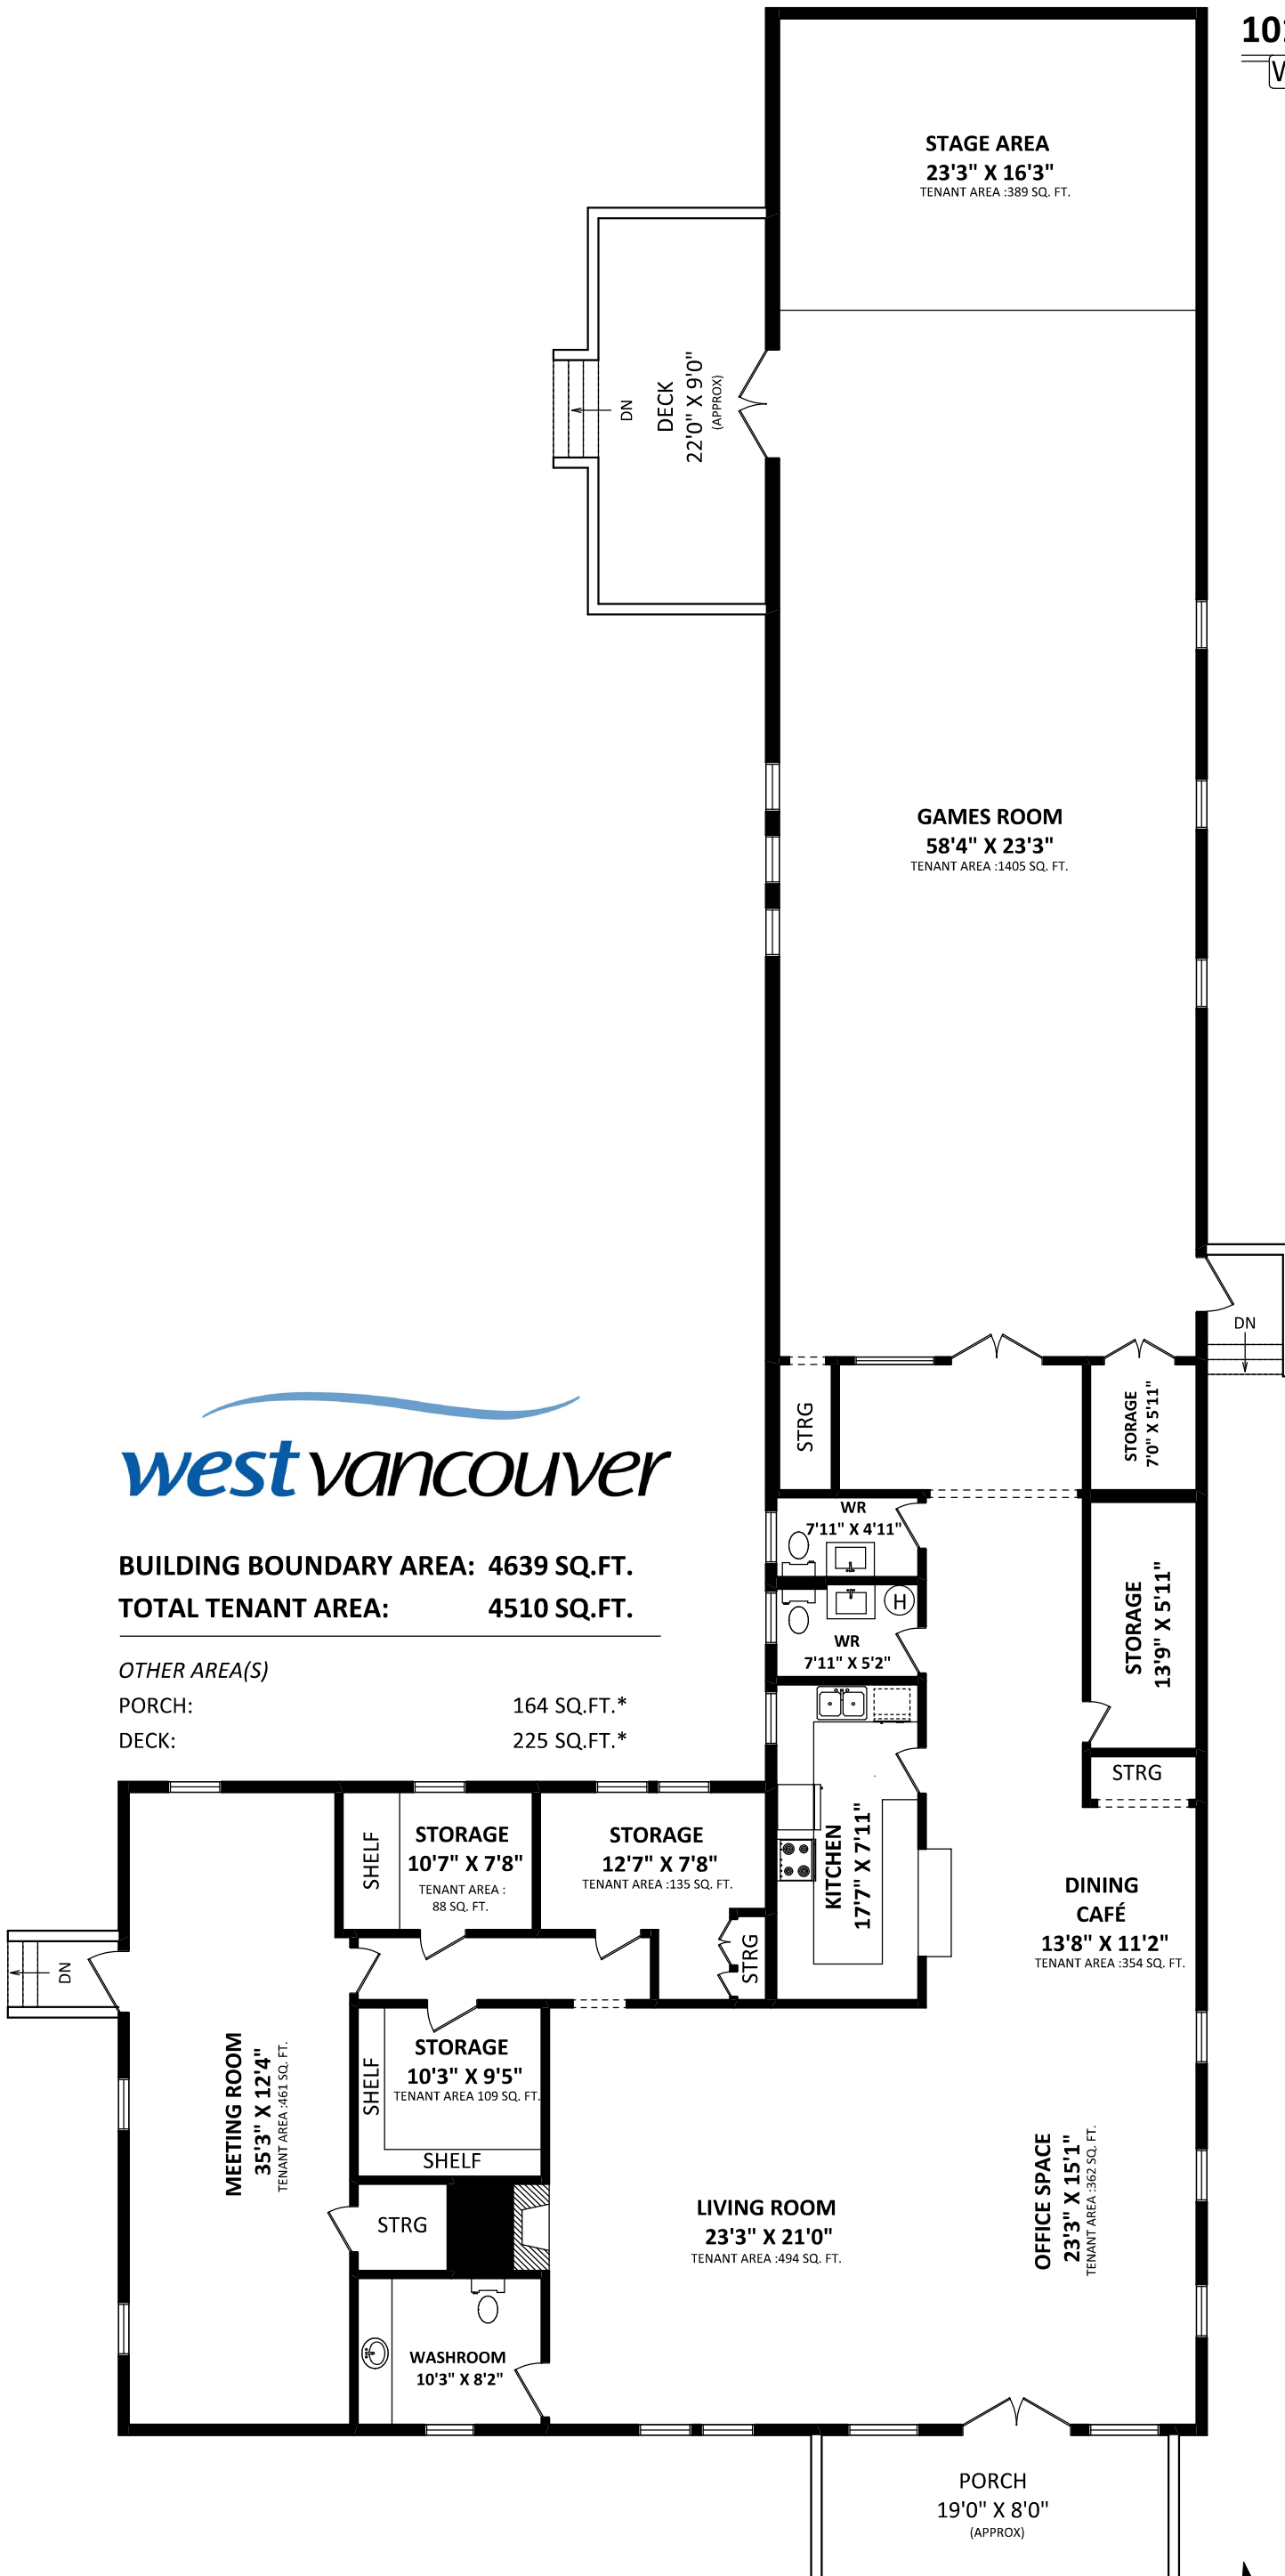 101
STAGE AREA
23'3" X 16'3"
TENANT AREA :389 SQ. FT.
DN
DECK
22'0" X 9'0"
(APPROX)
GAMES ROOM
58'4" X 23'3"
TENANT AREA :1405 SQ. FT.
DN
STRG
STORAGE
7'0" X 5'11"
west vancouver
BUILDING BOUNDARY AREA: 4639 SQ.FT.
TOTAL TENANT AREA: 4510 SQ.FT.
OTHER AREA(S)
PORCH: 164 SQ.FT.*
DECK: 225 SQ.FT.*
WR
7'11" X 4'11"
H
WR
7'11" X 5'2"
STORAGE
13'9" X 5'11"
STRG
KITCHEN
17'7" X 7'11"
SHELF
STORAGE
10'7" X 7'8"
TENANT AREA :
88 SQ. FT.
STORAGE
12'7" X 7'8"
TENANT AREA :135 SQ. FT.
STRG
DINING
CAFÉ
13'8" X 11'2"
TENANT AREA :354 SQ. FT.
DN
MEETING ROOM
35'3" X 12'4"
TENANT AREA :461 SQ. FT.
SHELF
STORAGE
10'3" X 9'5"
TENANT AREA 109 SQ. FT.
SHELF
STRG
LIVING ROOM
23'3" X 21'0"
TENANT AREA :494 SQ. FT.
OFFICE SPACE
23'3" X 15'1"
TENANT AREA :362 SQ. FT.
WASHROOM
10'3" X 8'2"
PORCH
19'0" X 8'0"
(APPROX)